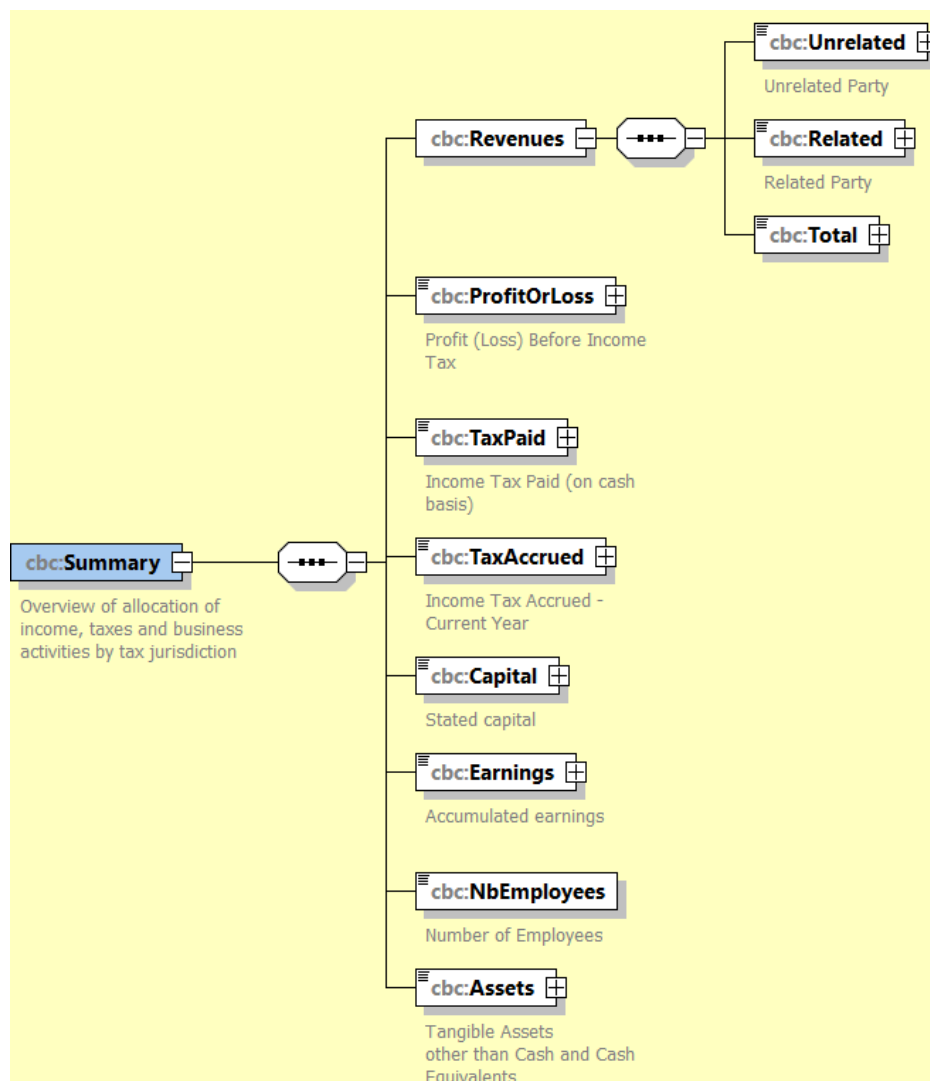 cbc:Unrelated
Unrelated Party
cbc:Revenues
cbc:Related
Related Party
cbc:Total
cbc:ProfitOrLoss
Profit (Loss) Before Income
Tax
cbc:TaxPaid
Income Tax Paid (on cash
basis)
cbc:Summary
Overview of allocation of
income, taxes and business
activities by tax jurisdiction
cbc:TaxAccrued
Income Tax Accrued -
Current Year
cbc:Capital
Stated capital
cbc:Earnings
Accumulated earnings
cbc:NbEmployees
Number of Employees
cbc:Assets
Tangible Assets
other than Cash and Cash
Equivalents